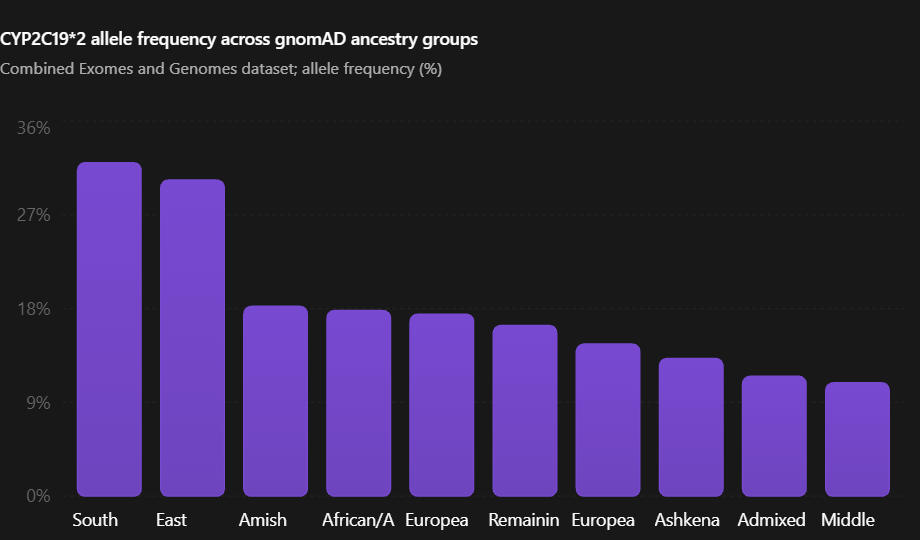 CYP2C19*2 allele frequency across gnomAD ancestry groups
Combined Exomes and Genomes dataset; allele frequency (%)
36%
27%
18%
9%
0%
South East Amish African/A Europea Remainin Europea Ashkena Admixed Middle